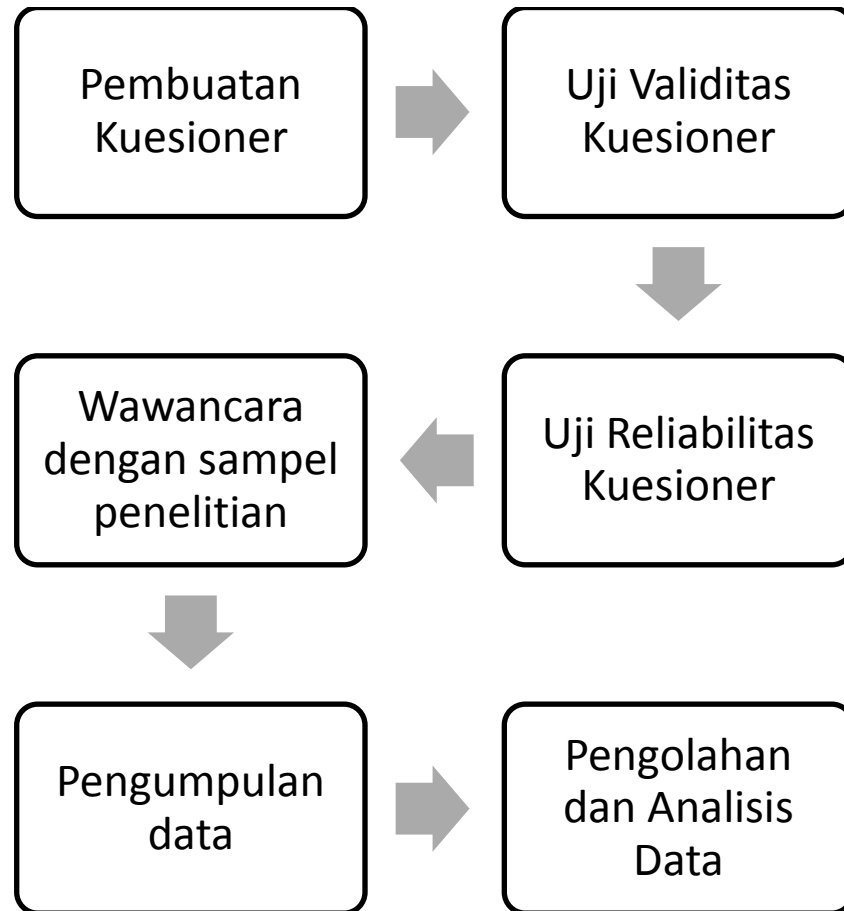 Pembuatan
Kuesioner
Uji Validitas
Kuesioner
Uji Reliabilitas
Kuesioner
Wawancara
dengan sampel
penelitian
Pengumpulan
data
Pengolahan
dan Analisis
Data